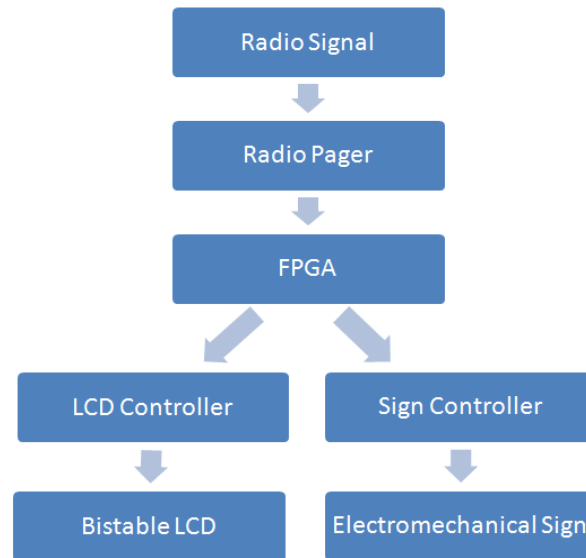 Radio Signal
Radio Pager
FPGA
LCD Controller
Sign Controller
Bistable LCD
Electromechanical Sign